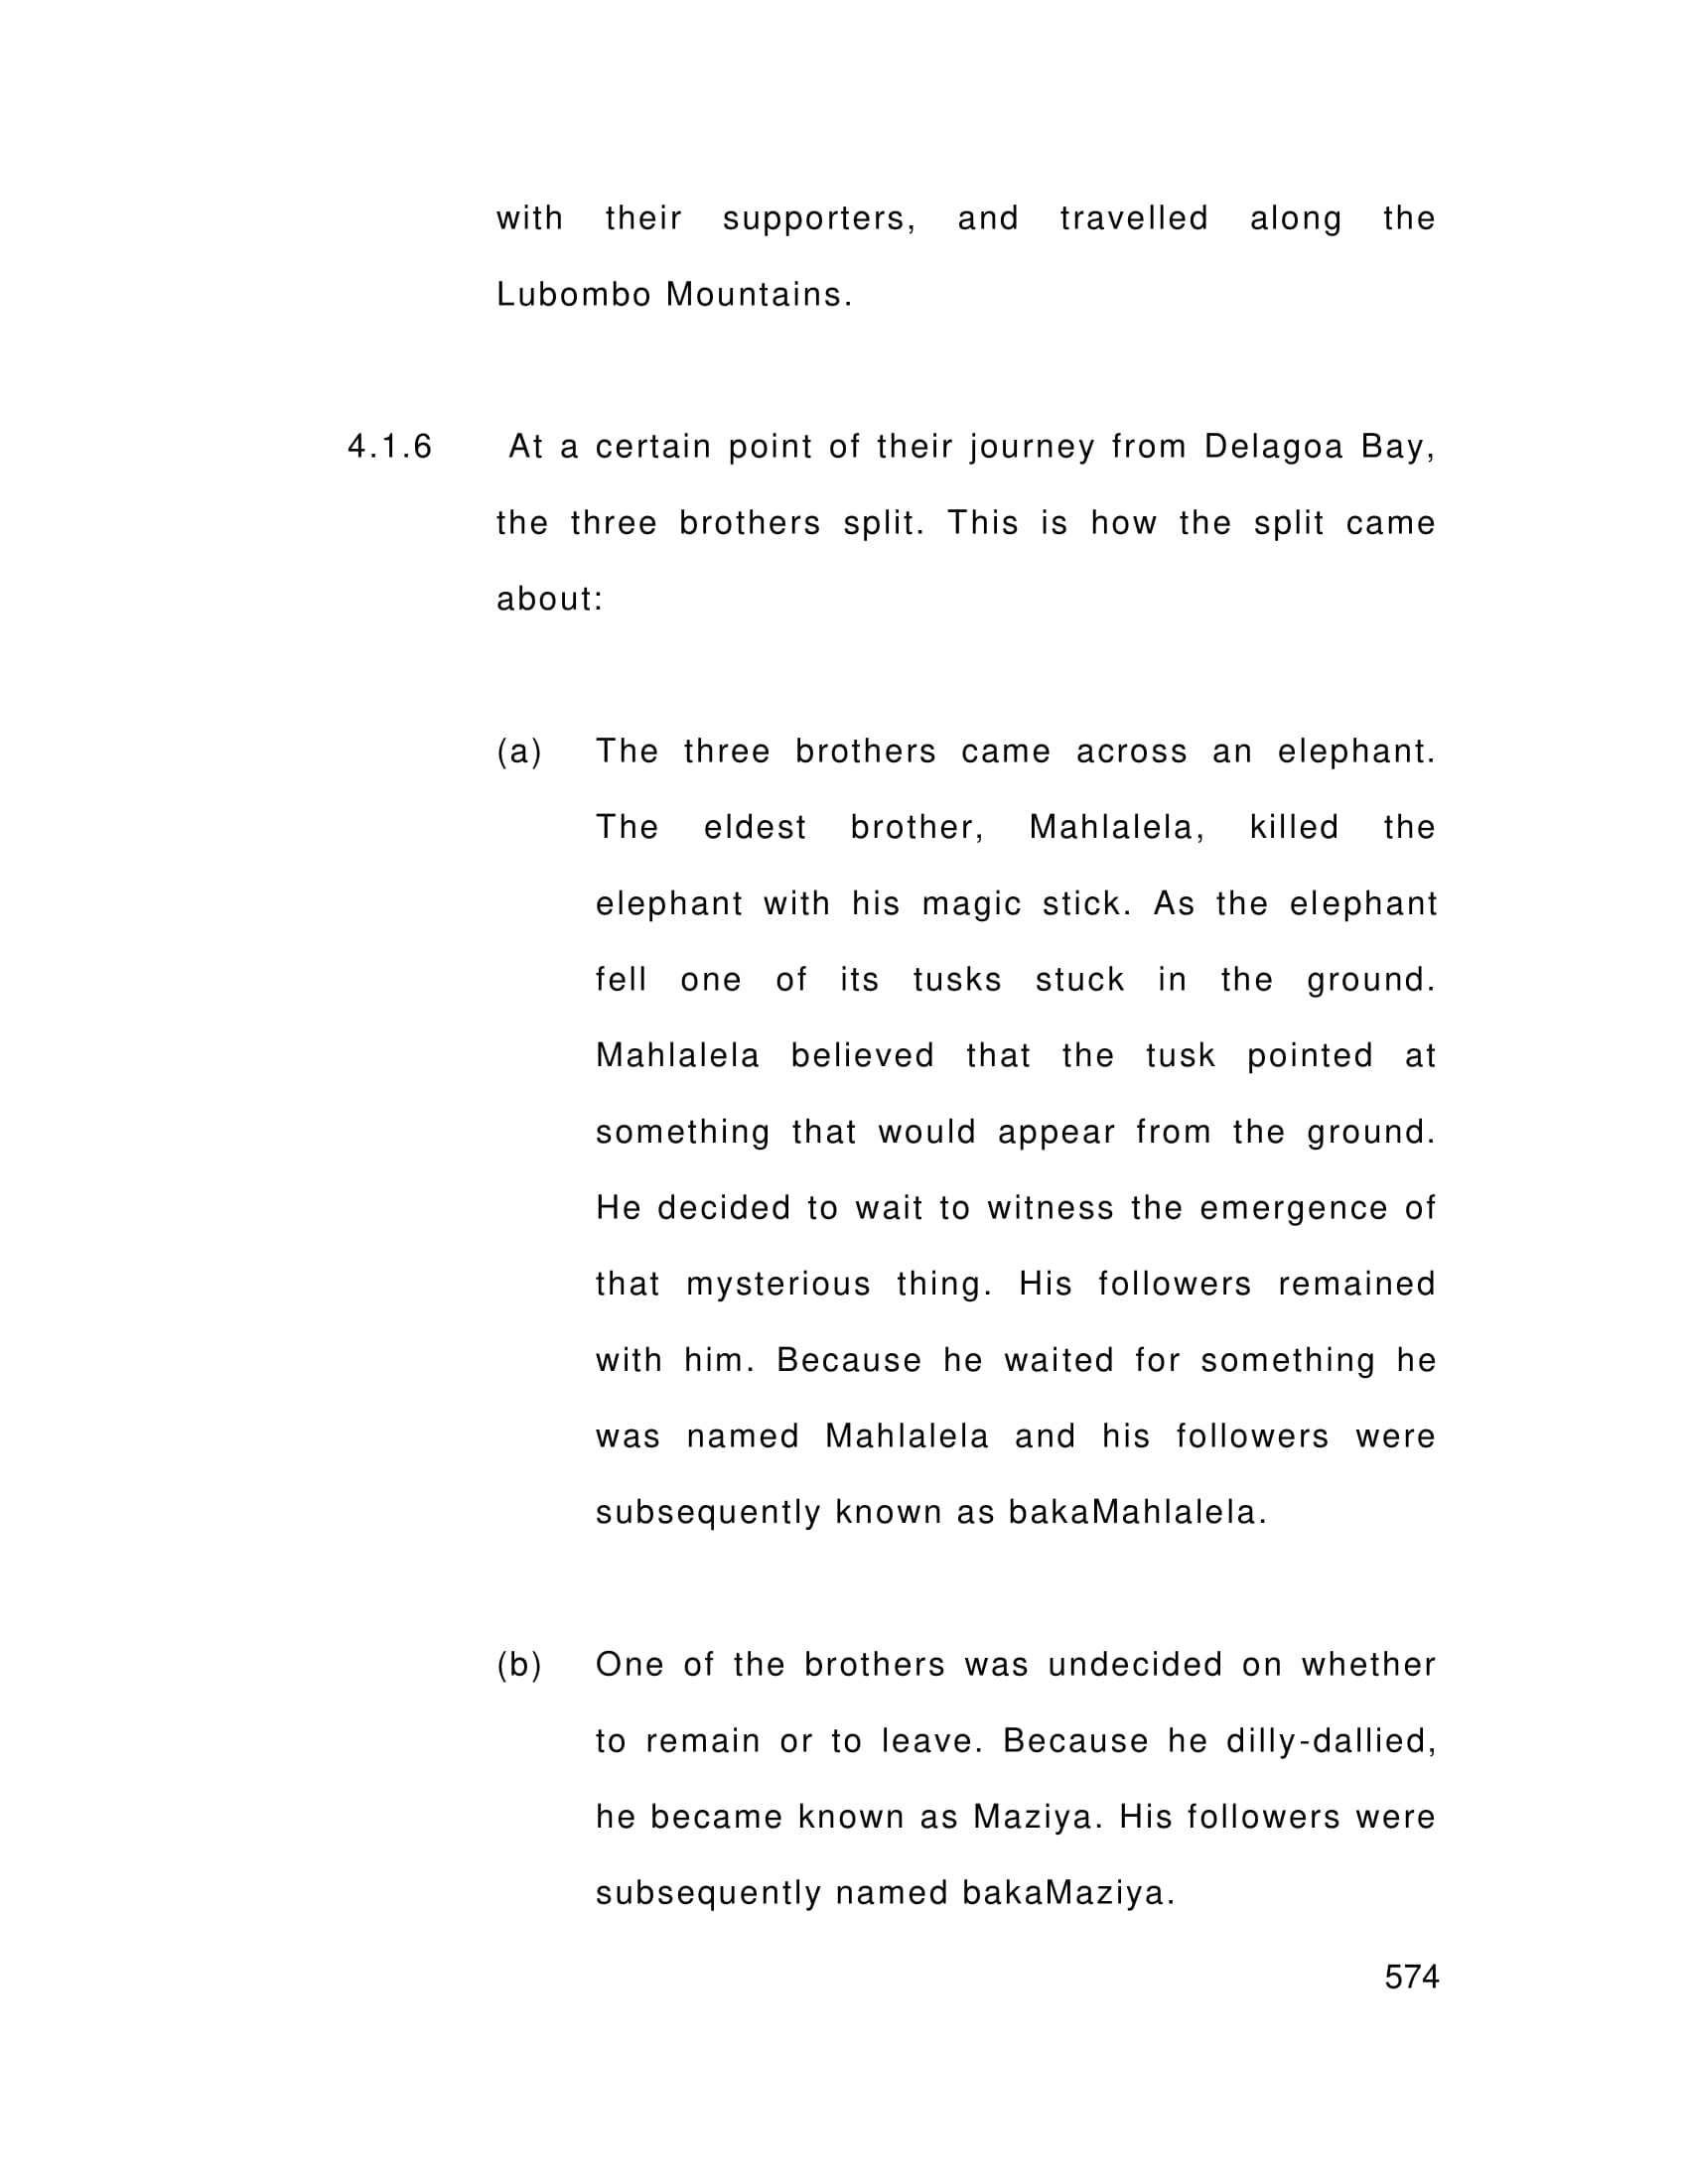 with their supporters, and travelled along the
Lubombo Mountains.
4.1.6 At a certain point of their journey from Delagoa Bay,
the three brothers split. This is how the split came
about:
(a) The three brothers came across an elephant.
The eldest brother, Mahlalela, killed the
elephant with his magic stick. As the elephant
fell one of its tusks stuck in the ground.
Mahlalela believed that the tusk pointed at
something that would appear from the ground.
He decided to wait to witness the emergence of
that mysterious thing. His followers remained
with him. Because he waited for something he
was named Mahlalela and his followers were
subsequently known as bakaMahlalela.
(b) One of the brothers was undecided on whether
to remain or to leave. Because he dilly-dallied,
he became known as Maziya. His followers were
subsequently named bakaMaziya.
574